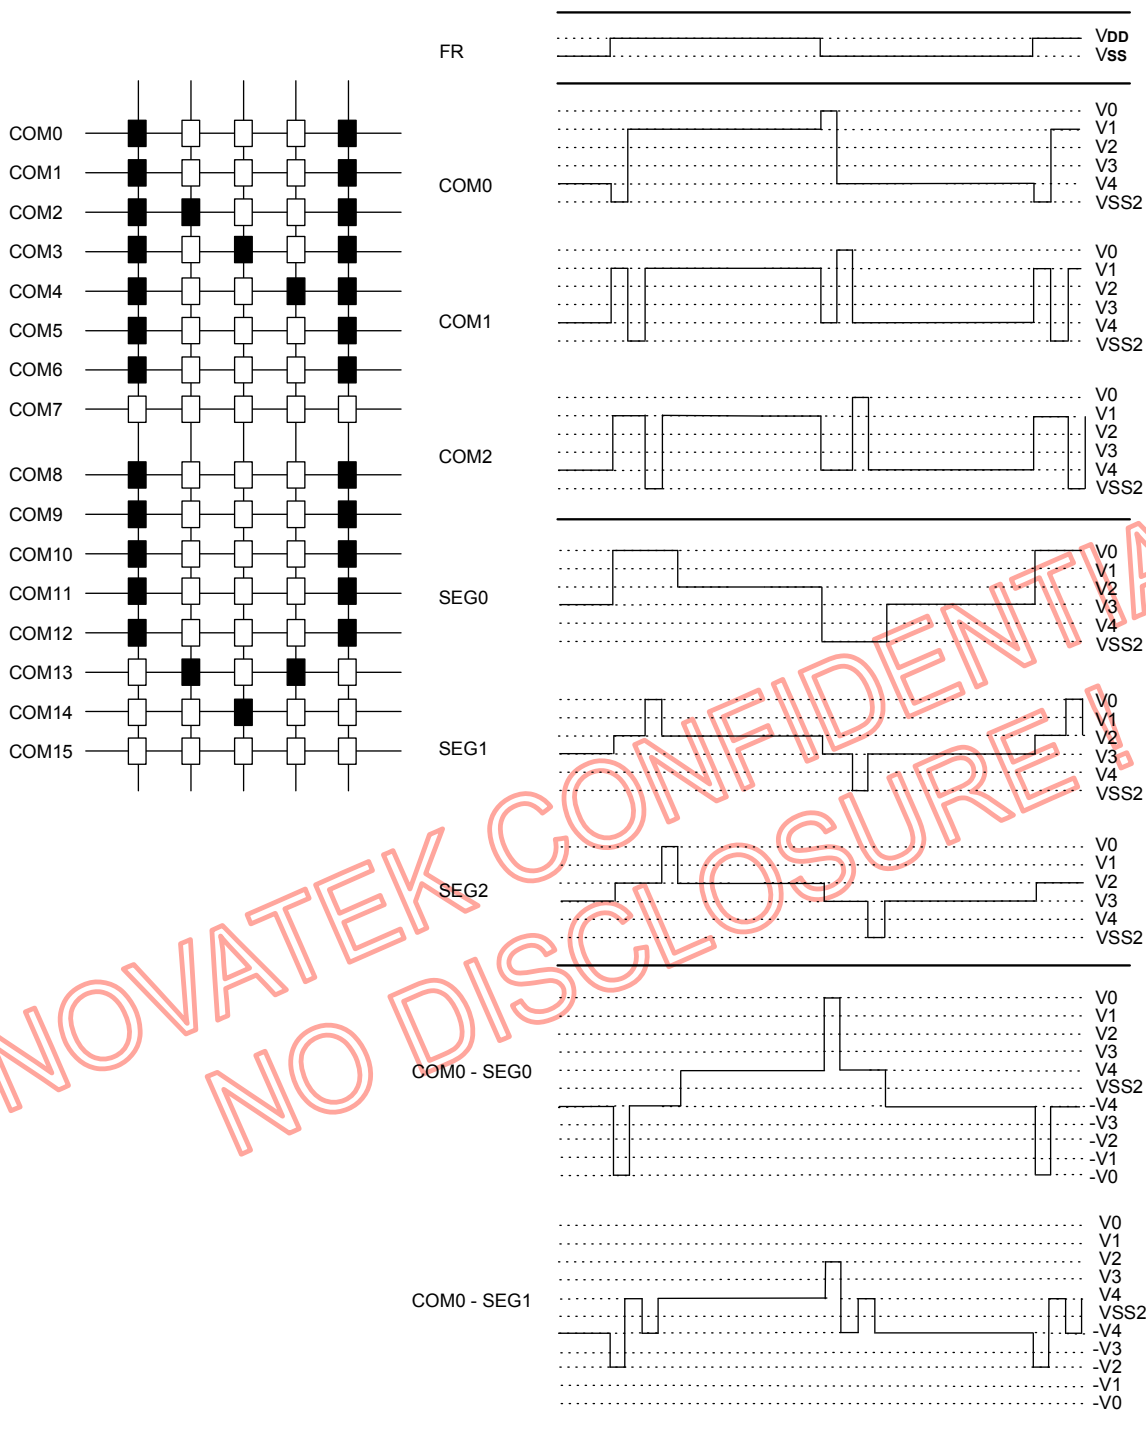 FR
VDD
VSS
COM0
COM1
COM2
COM3
COM4
COM5
COM6
COM7
COM8
COM9
COM10
COM11
COM12
COM13
COM14
COM15
COM0
V0
V1
V2
V3
V4
VSS2
COM1
V0
V1
V2
V3
V4
VSS2
COM2
V0
V1
V2
V3
V4
VSS2
SEG0
V0
V1
V2
V3
V4
VSS2
SEG1
V0
V1
V2
V3
V4
VSS2
SEG2
V0
V1
V2
V3
V4
VSS2
COM0 - SEG0
V0
V1
V2
V3
V4
VSS2
-V4
-V3
-V2
-V1
-V0
COM0 - SEG1
V0
V1
V2
V3
V4
VSS2
-V4
-V3
-V2
-V1
-V0
NOVATEK CONFIDENTIA
NO DISCLOSURE !